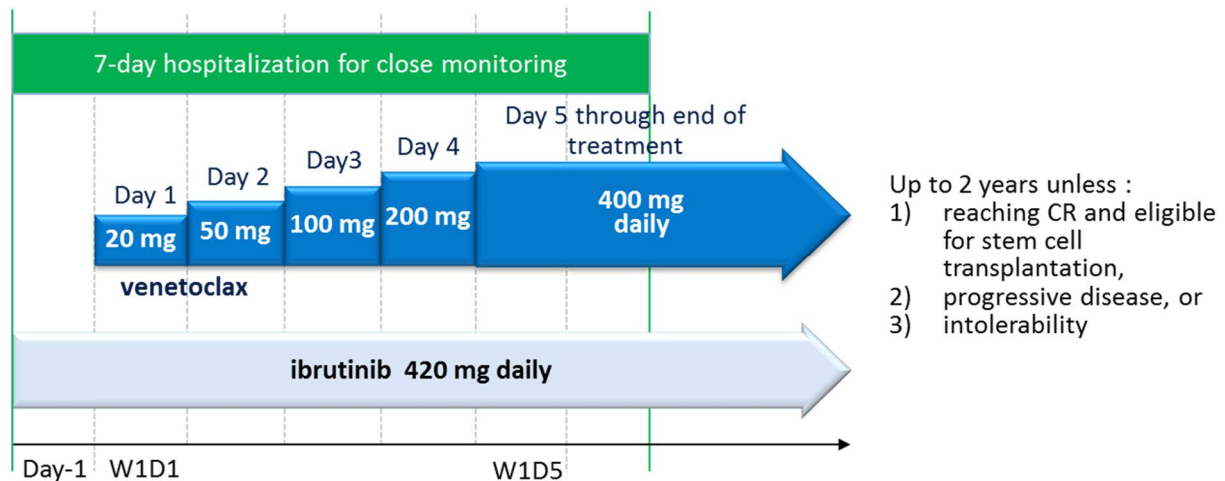 7-day hospitalization for close monitoring
Day 5 through end of
treatment
Day 1
Day 2
Day3
Day 4
20 mg
50 mg
100 mg
200 mg
400 mg
daily
venetoclax
ibrutinib 420 mg daily
Day-1
W1D1
W1D5
Up to 2 years unless :
1) reaching CR and eligible
for stem cell
transplantation,
2) progressive disease, or
3) intolerability